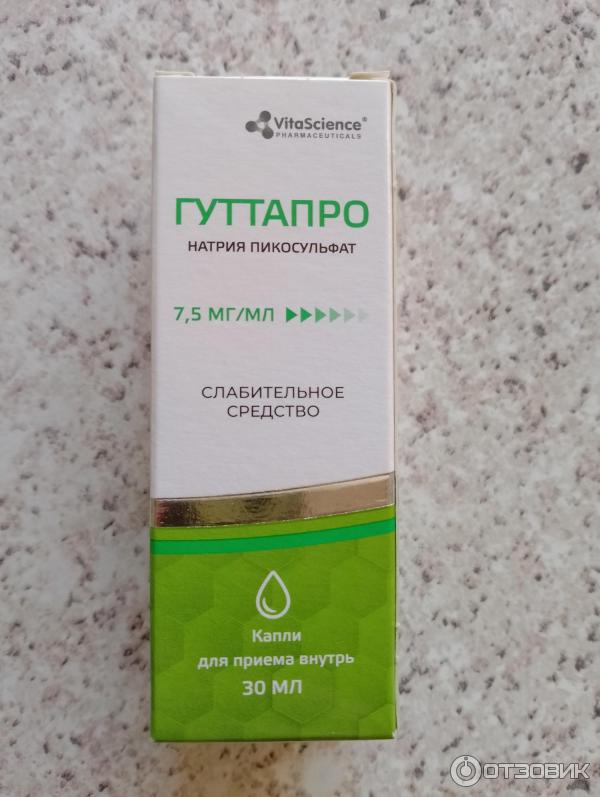 VitaScience®
PHARMACEUTICALS
ГУТТАПРО
НАТРИЯ ПИКОСУЛЬФАТ
7,5 МГ/МЛ
СЛАБИТЕЛЬНОЕ
СРЕДСТВО
Капли
для приема внутрь
30 МЛ
ОТЗОВИК